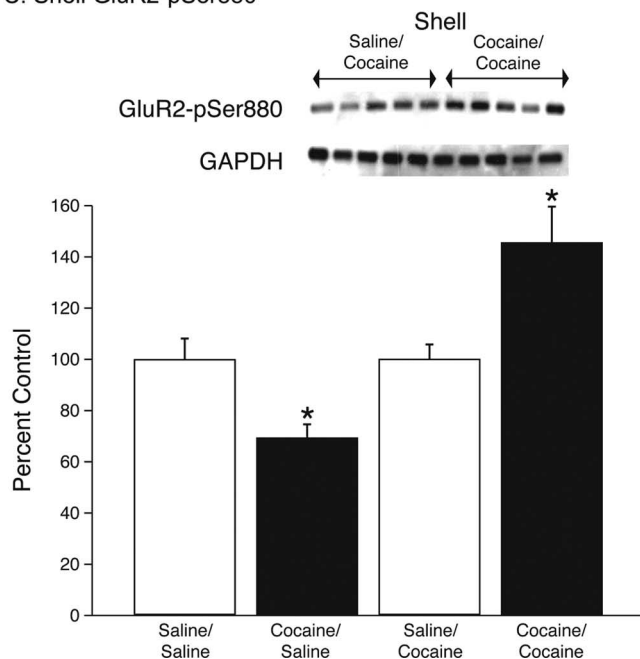 Shell
Saline/
Cocaine
Cocaine/
Cocaine
GluR2-pSer880
GAPDH
160
140
120
100
80
60
40
20
0
Percent Control
*
*
Saline/
Saline
Cocaine/
Saline
Saline/
Cocaine
Cocaine/
Cocaine